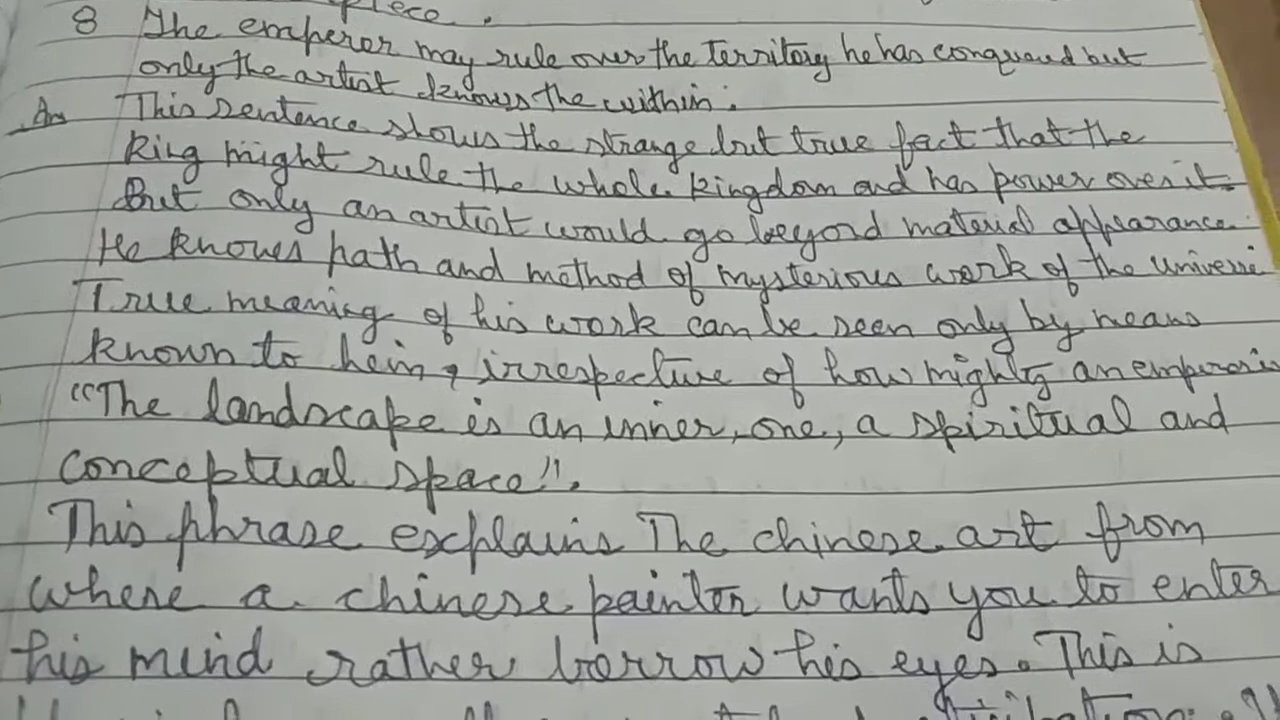 piece.
8 The emperor may rule over the Territory he has conquered but
only the artist knows the within.
Ans This sentence shows the strange but true fact that the
King might rule the whole kingdom and has power over it.
But only an artist would go beyond material appearance.
He knows path and method of mysterious work of the universe
True meaning of his work can be seen only by means
known to heim, irrespective of how mighty an emperor is
"The landscape is an inner, one, a spiritual and
conceptual space".
This phrase explains The chinese art from
where a chinese painter wants you to enter
his mind rather borrow his eyes. This is